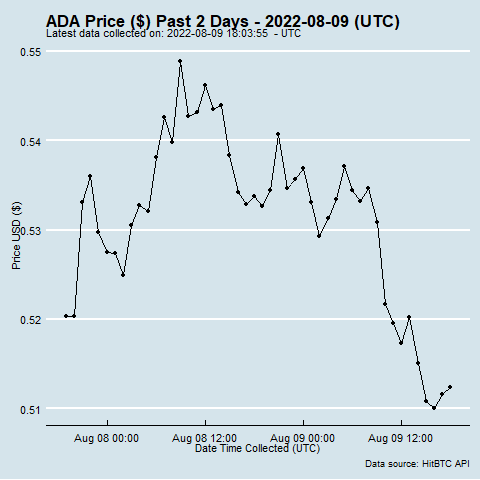 ADA Price ($) Past 2 Days - 2022-08-09 (UTC)
Latest data collected on: 2022-08-09 18:03:55 - UTC
0.55
0.54
0.53
0.52
0.51
Price USD ($)
Aug 08 00:00
Aug 08 12:00
Aug 09 00:00
Aug 09 12:00
Date Time Collected (UTC)
Data source: HitBTC API